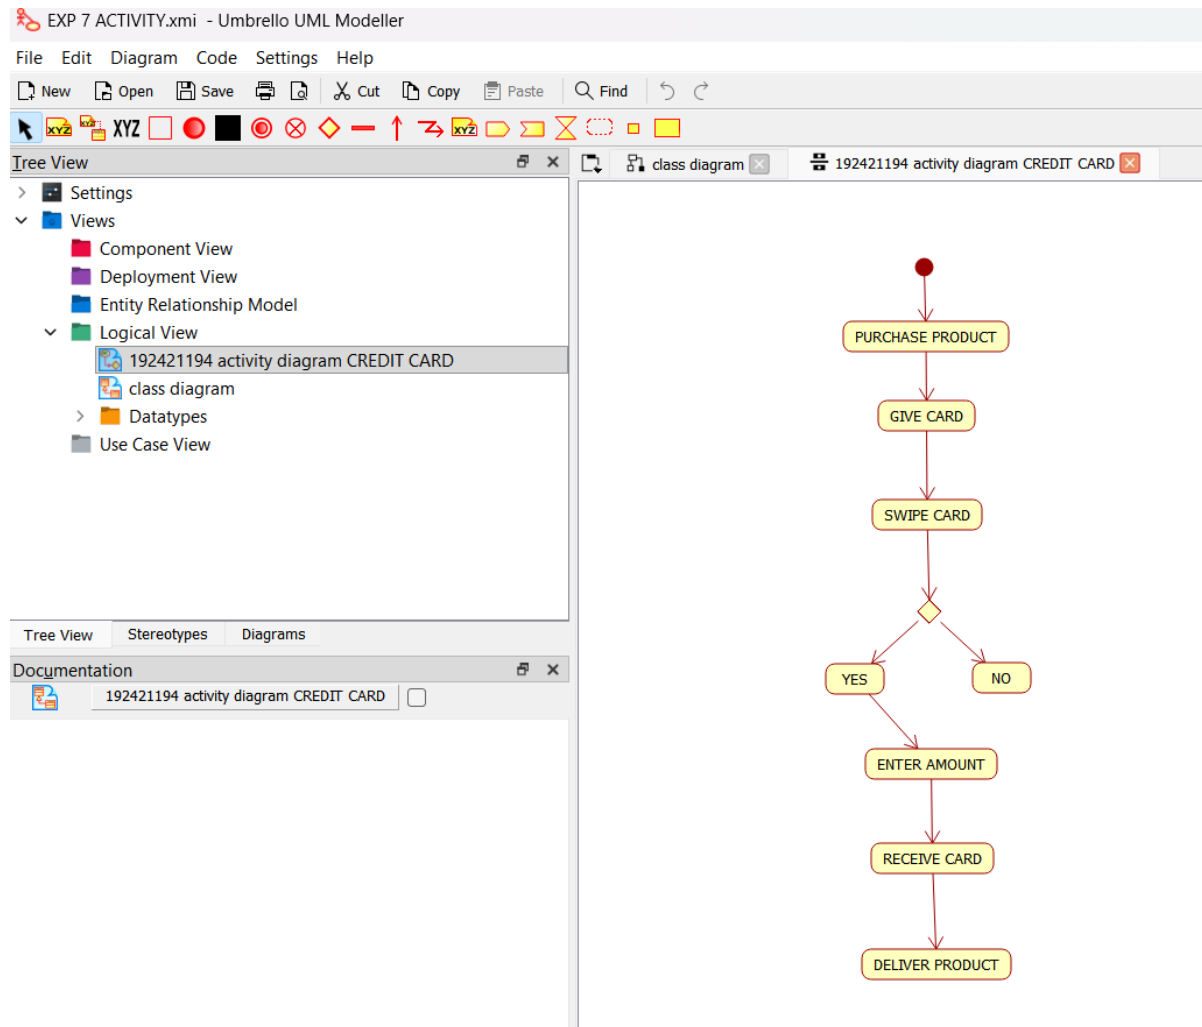 EXP 7 ACTIVITY.xmi - Umbrello UML Modeller
File Edit Diagram Code Settings Help
New Open Save Cut Copy Paste Find
XYZ XYZ XYZ XYZ
Tree View
class diagram
192421194 activity diagram CREDIT CARD
Settings
Views
Component View
Deployment View
Entity Relationship Model
Logical View
192421194 activity diagram CREDIT CARD
class diagram
Datatypes
Use Case View
Tree View Stereotypes Diagrams
Documentation
192421194 activity diagram CREDIT CARD
PURCHASE PRODUCT
GIVE CARD
SWIPE CARD
YES NO
ENTER AMOUNT
RECEIVE CARD
DELIVER PRODUCT